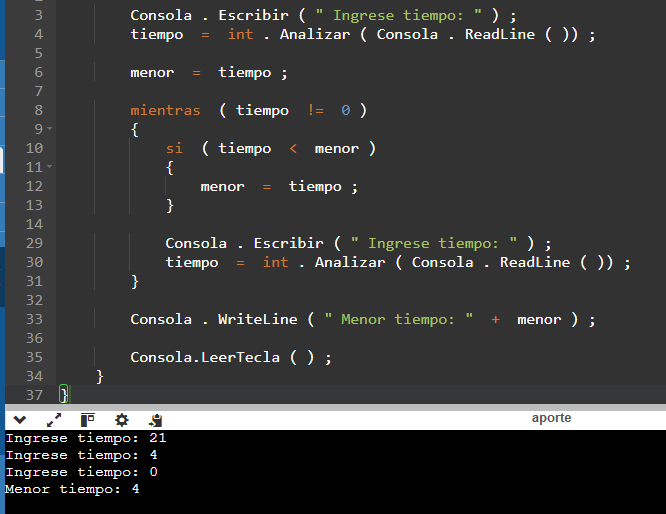 3 Consola . Escribir ( " Ingrese tiempo: " ) ;
4 tiempo = int . Analizar ( Consola . ReadLine ( )) ;
5
6 menor = tiempo ;
7
8 mientras ( tiempo != 0 )
9 {
10 si ( tiempo < menor )
11 {
12 menor = tiempo ;
13 }
14
29 Consola . Escribir ( " Ingrese tiempo: " ) ;
30 tiempo = int . Analizar ( Consola . ReadLine ( )) ;
31 }
32
33 Consola . WriteLine ( " Menor tiempo: " + menor ) ;
35 Consola.LeerTecla ( ) ;
34 }
37 }
aporte
Ingrese tiempo: 21
Ingrese tiempo: 4
Ingrese tiempo: 0
Menor tiempo: 4